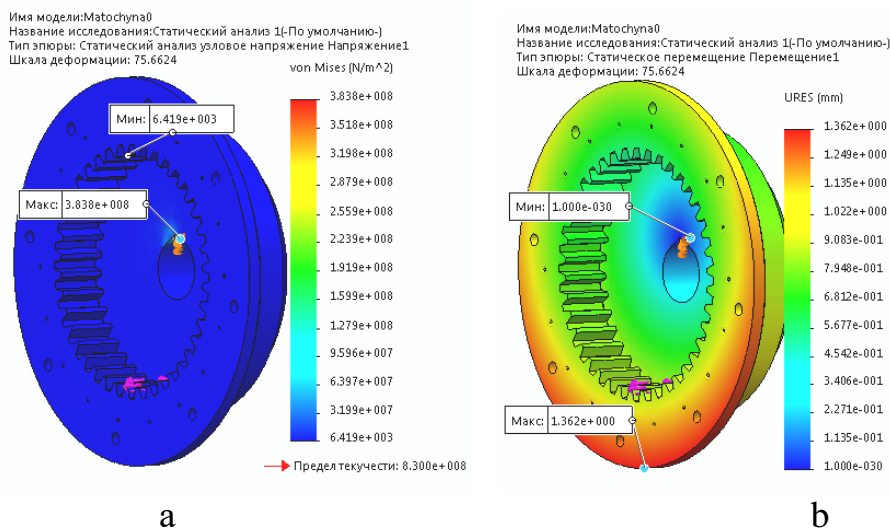 Имя модели:Matochyna0
Название исследования:Статический анализ 1(-По умолчанию-)
Тип эпюры: Статический анализ узловое напряжение Напряжение1
Шкала деформации: 75.6624
von Mises (N/m^2)
3.838e+008
3.518e+008
3.198e+008
2.879e+008
2.559e+008
2.239e+008
1.919e+008
1.599e+008
1.279e+008
9.596e+007
6.397e+007
3.199e+007
6.419e+003
Предел текучести: 8.300e+008
Мин: 6.419e+003
Макс: 3.838e+008
a
Имя модели:Matochyna0
Название исследования:Статический анализ 1(-По умолчанию-)
Тип эпюры: Статическое перемещение Перемещение1
Шкала деформации: 75.6624
URES (mm)
1.362e+000
1.249e+000
1.135e+000
1.022e+000
9.083e-001
7.948e-001
6.812e-001
5.677e-001
4.542e-001
3.406e-001
2.271e-001
1.135e-001
1.000e-030
Мин: 1.000e-030
Макс: 1.362e+000
b